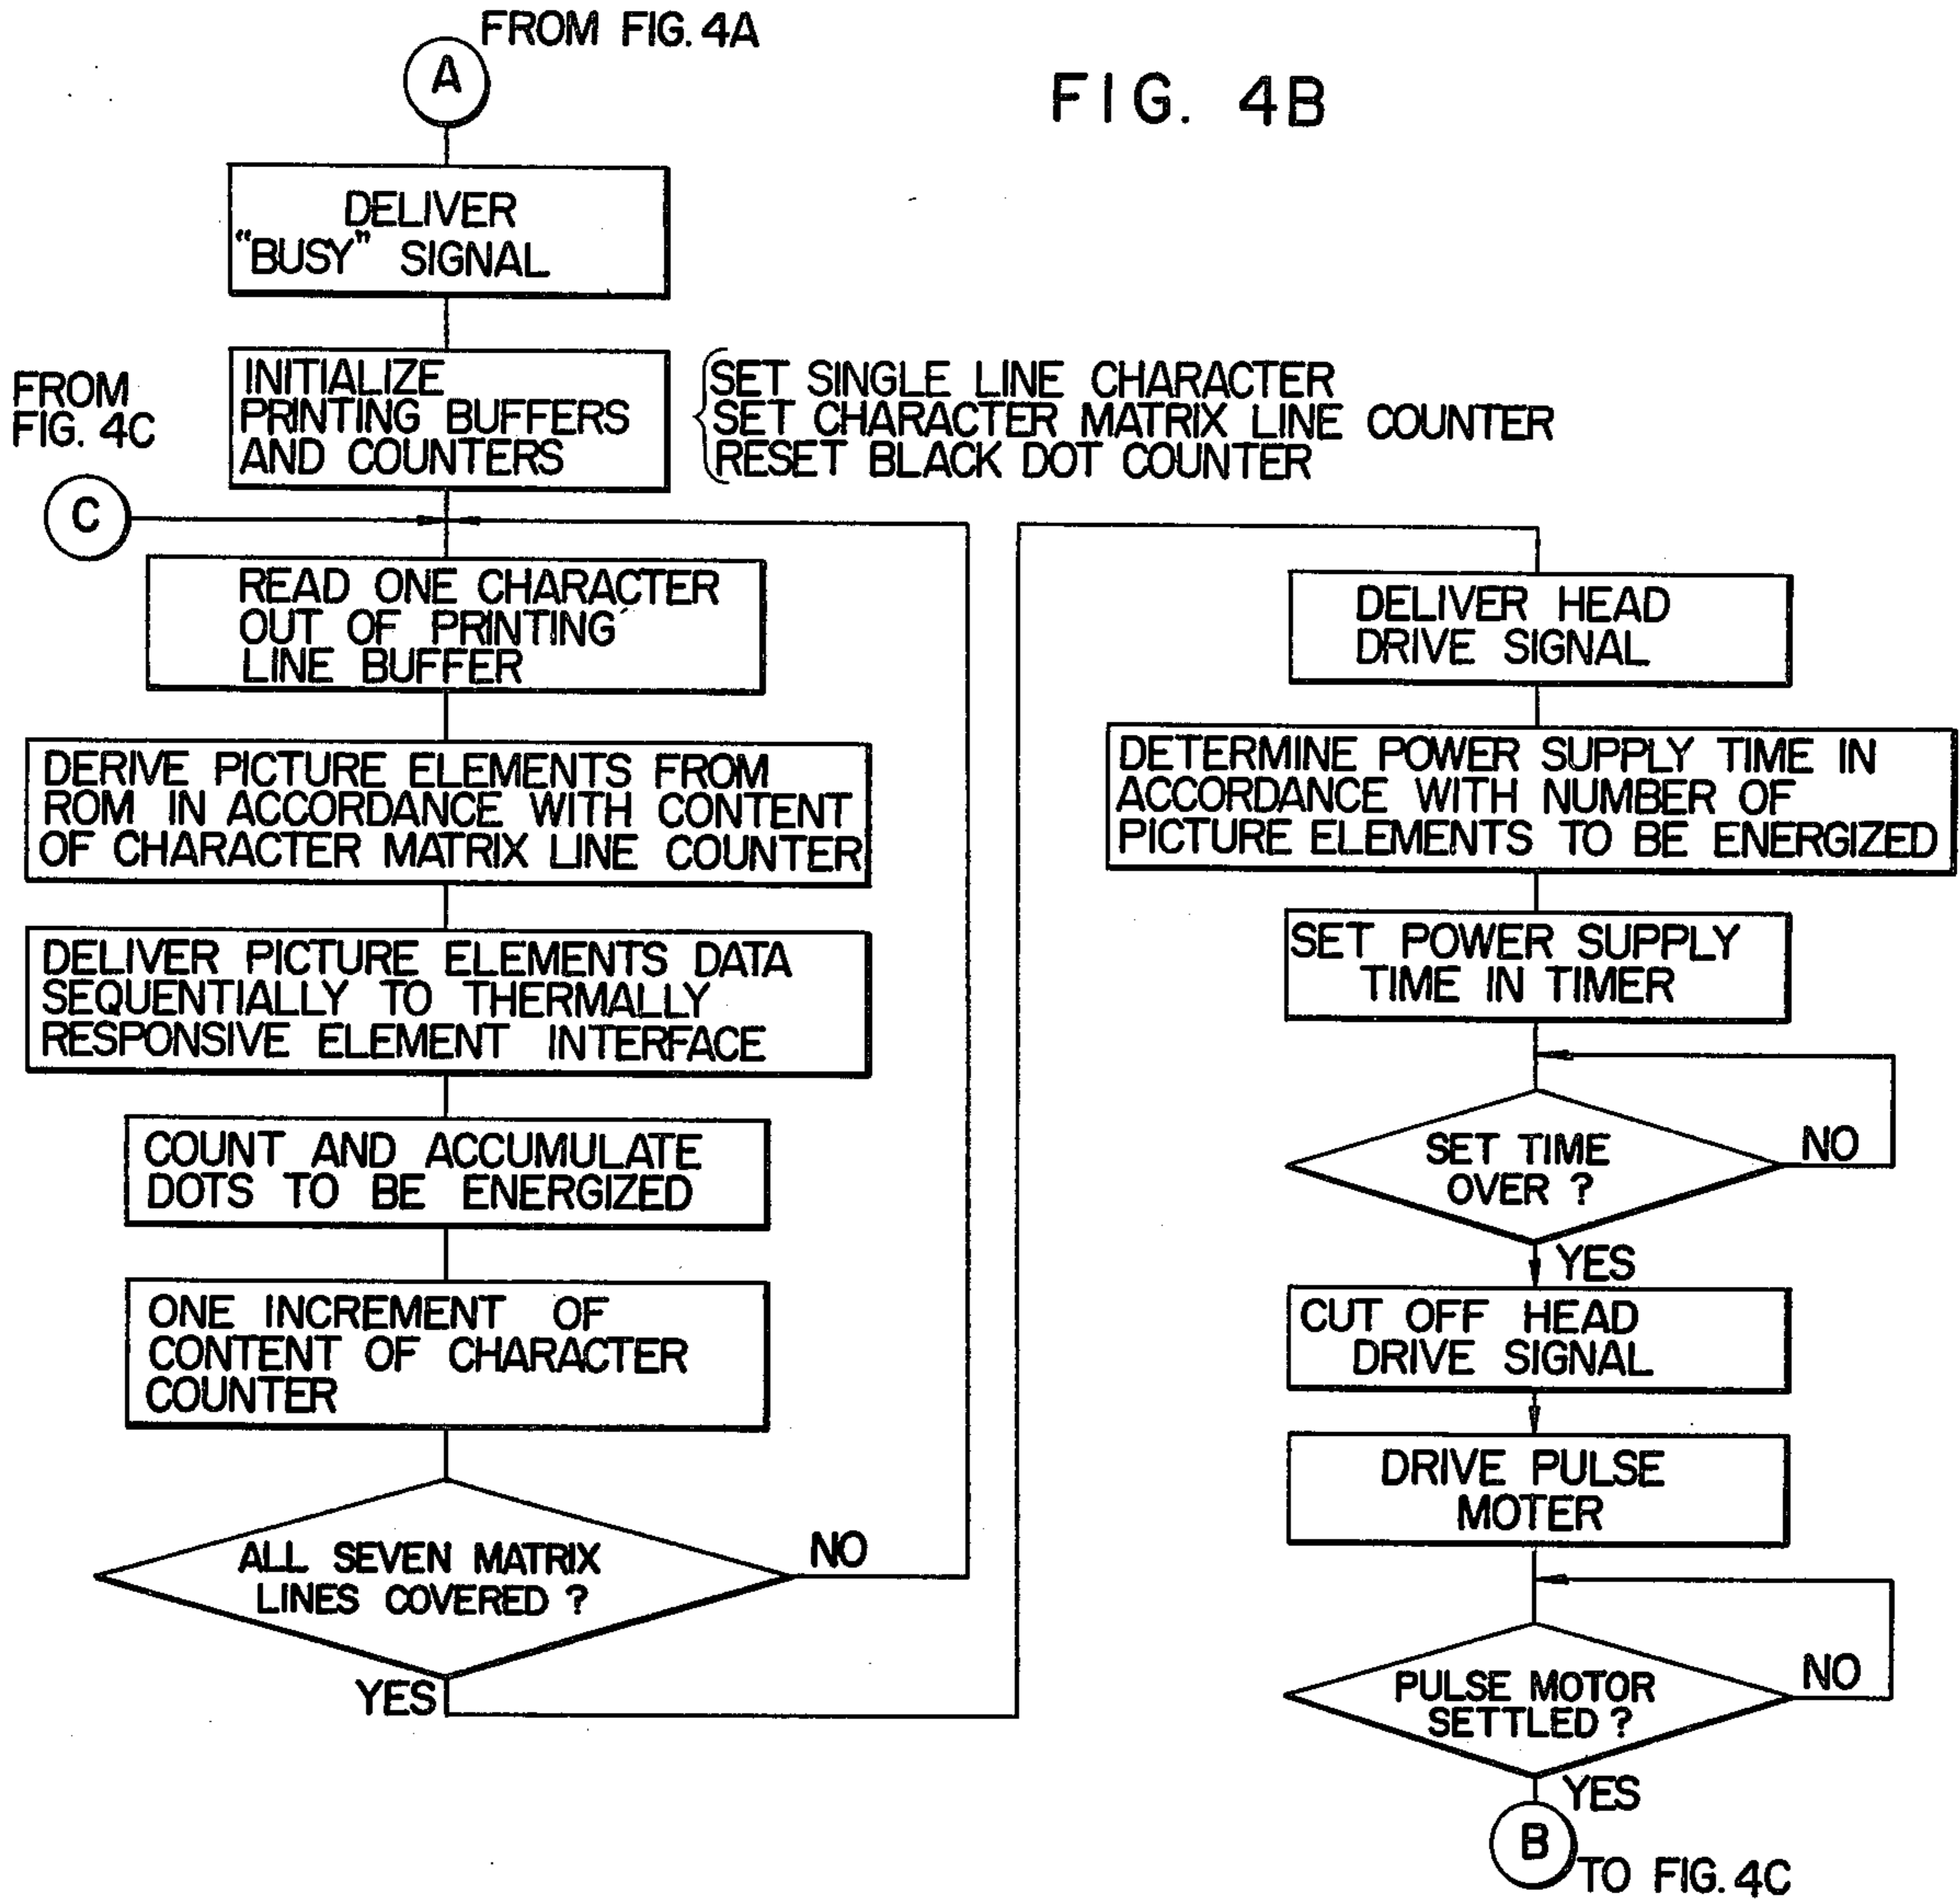 FROM FIG. 4A
A
FIG. 4B
DELIVER
"BUSY" SIGNAL
INITIALIZE
PRINTING BUFFERS
AND COUNTERS
SET SINGLE LINE CHARACTER
SET CHARACTER MATRIX LINE COUNTER
RESET BLACK DOT COUNTER
FROM
FIG. 4C
C
READ ONE CHARACTER
OUT OF PRINTING
LINE BUFFER
DERIVE PICTURE ELEMENTS FROM
ROM IN ACCORDANCE WITH CONTENT
OF CHARACTER MATRIX LINE COUNTER
DELIVER PICTURE ELEMENTS DATA
SEQUENTIALLY TO THERMALLY
RESPONSIVE ELEMENT INTERFACE
COUNT AND ACCUMULATE
DOTS TO BE ENERGIZED
ONE INCREMENT OF
CONTENT OF CHARACTER
COUNTER
ALL SEVEN MATRIX
LINES COVERED ?
NO
YES
DELIVER HEAD
DRIVE SIGNAL
DETERMINE POWER SUPPLY TIME IN
ACCORDANCE WITH NUMBER OF
PICTURE ELEMENTS TO BE ENERGIZED
SET POWER SUPPLY
TIME IN TIMER
SET TIME
OVER ?
NO
YES
CUT OFF HEAD
DRIVE SIGNAL
DRIVE PULSE
MOTER
PULSE MOTOR
SETTLED ?
NO
YES
B
TO FIG. 4C